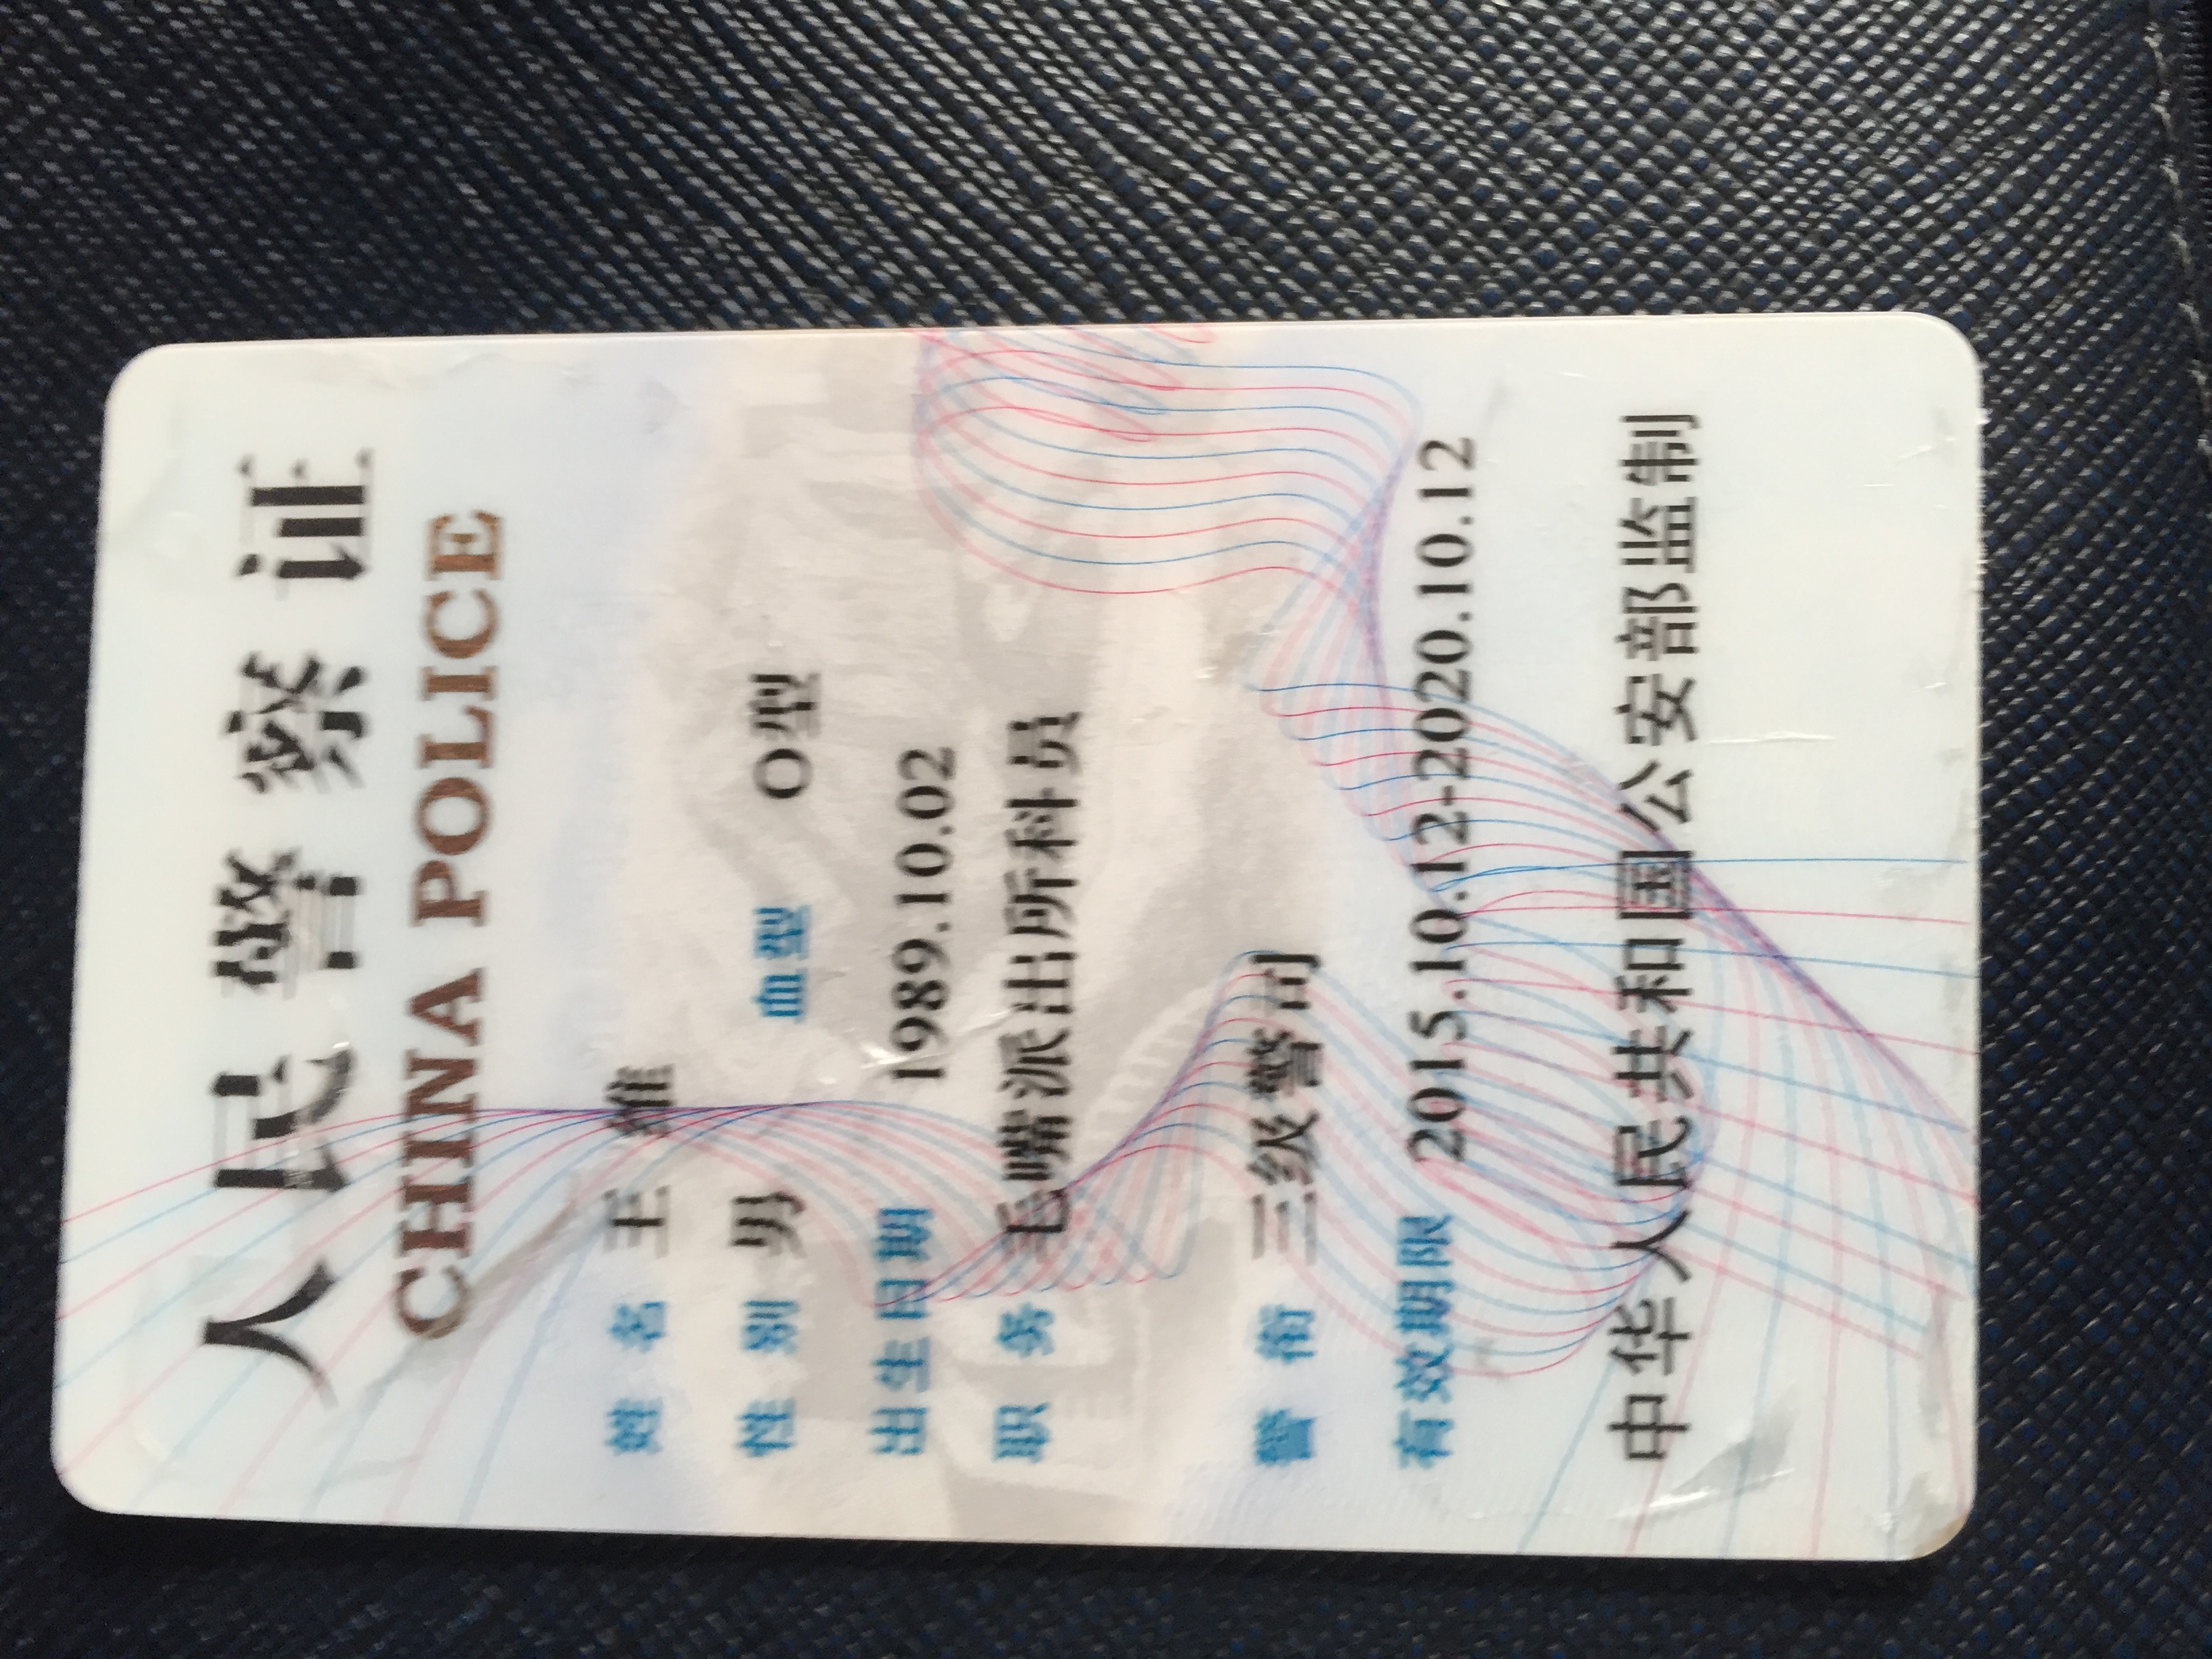 人民警察证
CHINA POLICE
姓 名 王 维
性 别 男 血型 O型
出生日期 1989.10.02
职 务 毛嘴派出所科员
警 衔 三级警司
有效期限 2015.10.12-2020.10.12
中华人民共和国公安部监制